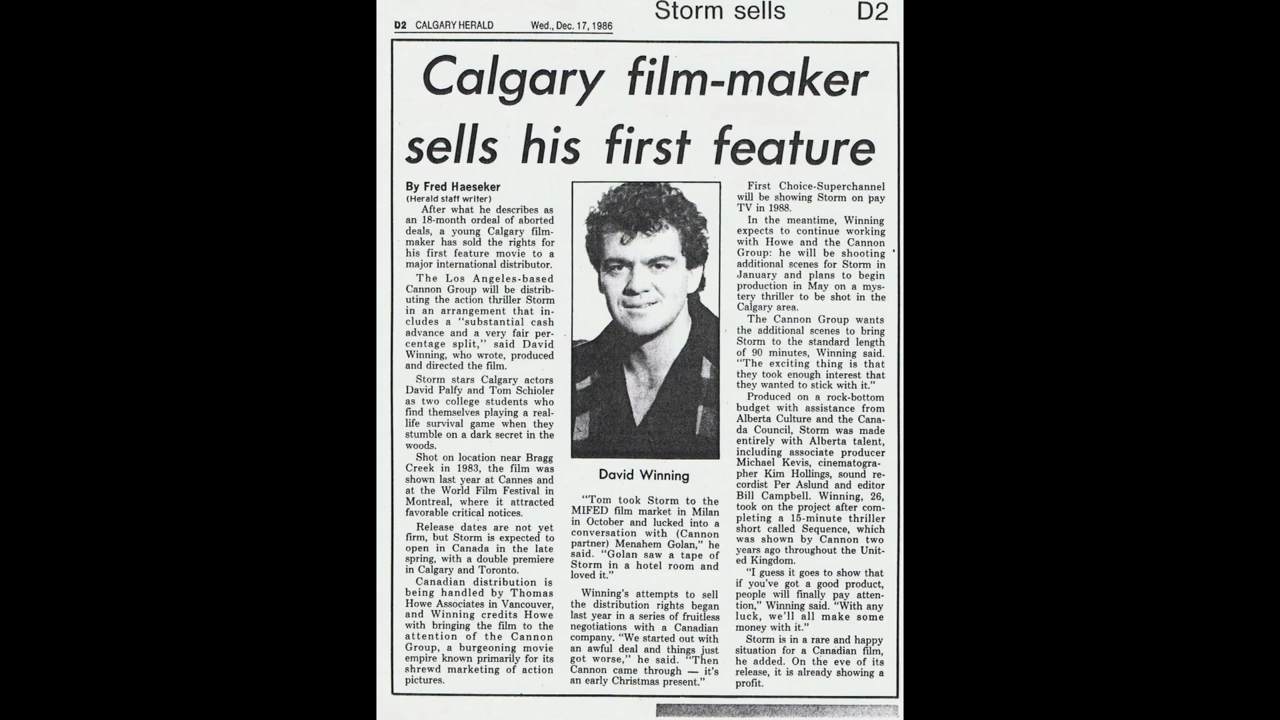 Storm sells D2
D2 CALGARY HERALD Wed., Dec. 17, 1986
Calgary film-maker
sells his first feature
By Fred Haeseker
(Herald staff writer)
After what he describes as
an 18-month ordeal of aborted
deals, a young Calgary film-
maker has sold the rights for
his first feature movie to a
major international distributor.
The Los Angeles-based
Cannon Group will be distrib-
uting the action thriller Storm
in an arrangement that in-
cludes a "substantial cash
advance and a very fair per-
centage split," said David
Winning, who wrote, produced
and directed the film.
Storm stars Calgary actors
David Palfy and Tom Schioler
as two college students who
find themselves playing a real-
life survival game when they
stumble on a dark secret in the
woods.
Shot on location near Bragg
Creek in 1983, the film was
shown last year at Cannes and
at the World Film Festival in
Montreal, where it attracted
favorable critical notices.
Release dates are not yet
firm, but Storm is expected to
open in Canada in the late
spring, with a double premiere
in Calgary and Toronto.
Canadian distribution is
being handled by Thomas
Howe Associates in Vancouver,
and Winning credits Howe
with bringing the film to the
attention of the Cannon
Group, a burgeoning movie
empire known primarily for its
shrewd marketing of action
pictures.
David Winning
"Tom took Storm to the
MIFED film market in Milan
in October and lucked into a
conversation with (Cannon
partner) Menahem Golan," he
said. "Golan saw a tape of
Storm in a hotel room and
loved it."
Winning's attempts to sell
the distribution rights began
last year in a series of fruitless
negotiations with a Canadian
company. "We started out with
an awful deal and things just
got worse," he said. "Then
Cannon came through — it's
an early Christmas present."
First Choice-Superchannel
will be showing Storm on pay
TV in 1988.
In the meantime, Winning
expects to continue working
with Howe and the Cannon
Group: he will be shooting
additional scenes for Storm in
January and plans to begin
production in May on a mys-
tery thriller to be shot in the
Calgary area.
The Cannon Group wants
the additional scenes to bring
Storm to the standard length
of 90 minutes, Winning said.
"The exciting thing is that
they took enough interest that
they wanted to stick with it."
Produced on a rock-bottom
budget with assistance from
Alberta Culture and the Cana-
da Council, Storm was made
entirely with Alberta talent,
including associate producer
Michael Kevis, cinematogra-
pher Kim Hollings, sound re-
cordist Per Aslund and editor
Bill Campbell. Winning, 26,
took on the project after com-
pleting a 15-minute thriller
short called Sequence, which
was shown by Cannon two
years ago throughout the Unit-
ed Kingdom.
"I guess it goes to show that
if you've got a good product,
people will finally pay atten-
tion," Winning said. "With any
luck, we'll all make some
money with it."
Storm is in a rare and happy
situation for a Canadian film,
he added. On the eve of its
release, it is already showing a
profit.